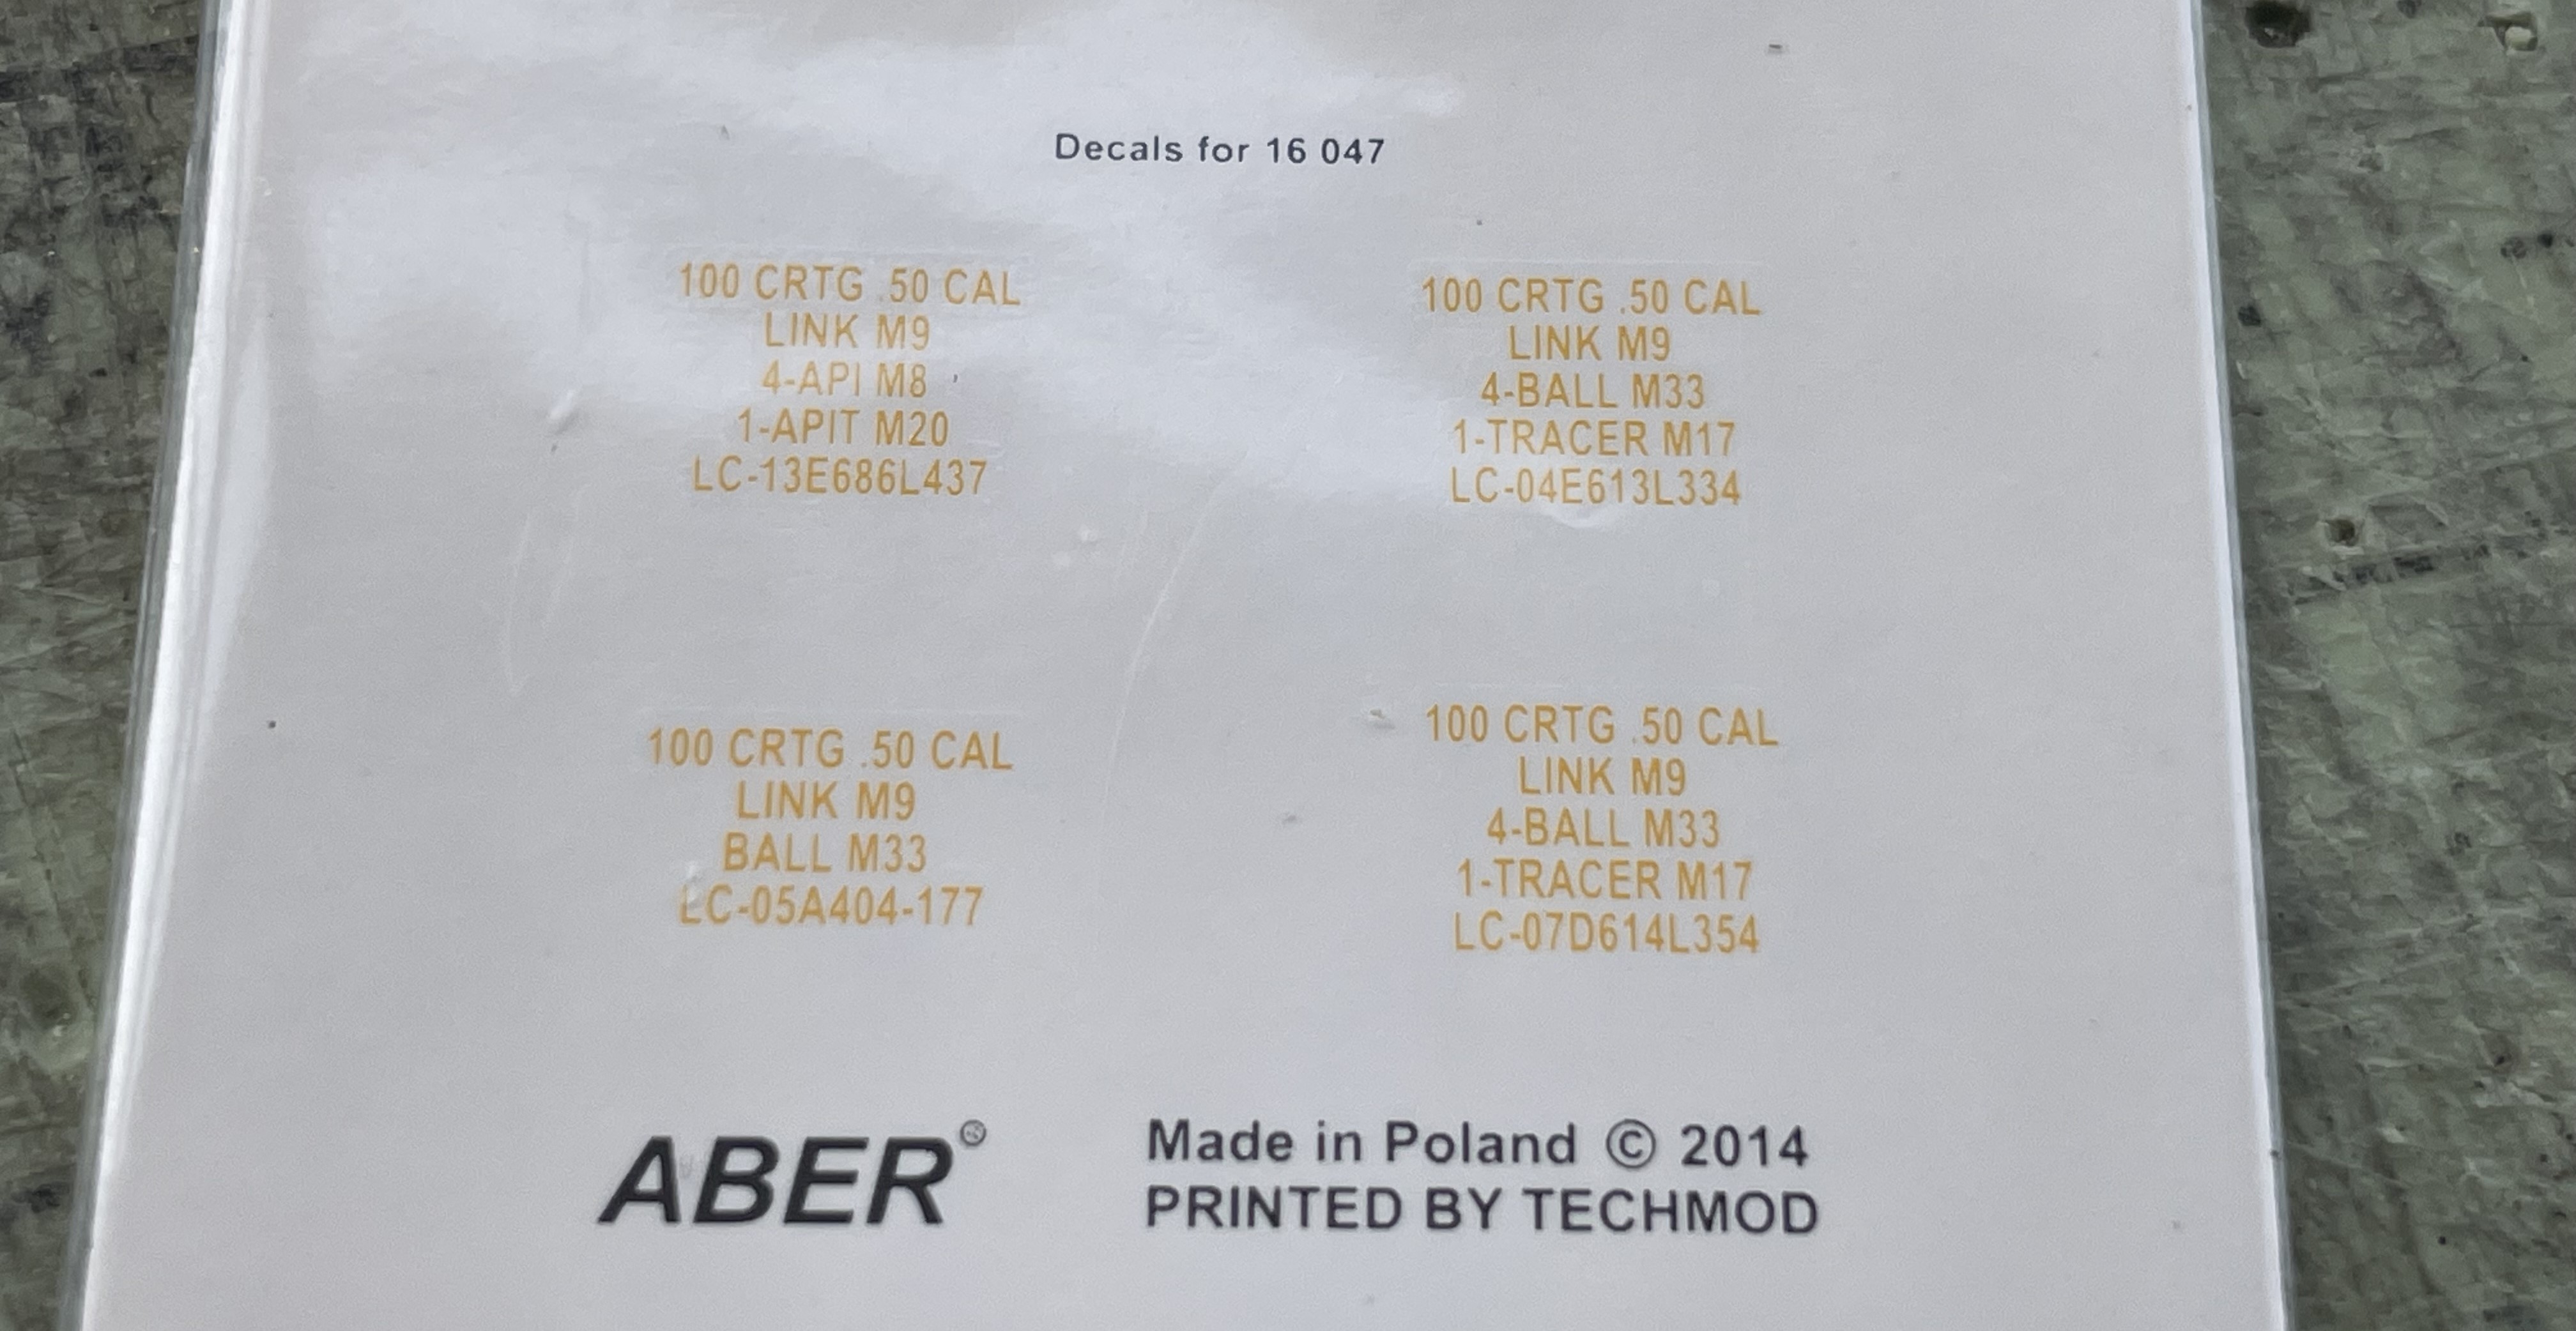 Decals for 16 047
100 CRTG .50 CAL
LINK M9
4-API M8
1-APIT M20
LC-13E686L437
100 CRTG .50 CAL
LINK M9
4-BALL M33
1-TRACER M17
LC-04E613L334
100 CRTG .50 CAL
LINK M9
BALL M33
LC-05A404-177
100 CRTG .50 CAL
LINK M9
4-BALL M33
1-TRACER M17
LC-07D614L354
ABER®
Made in Poland © 2014
PRINTED BY TECHMOD